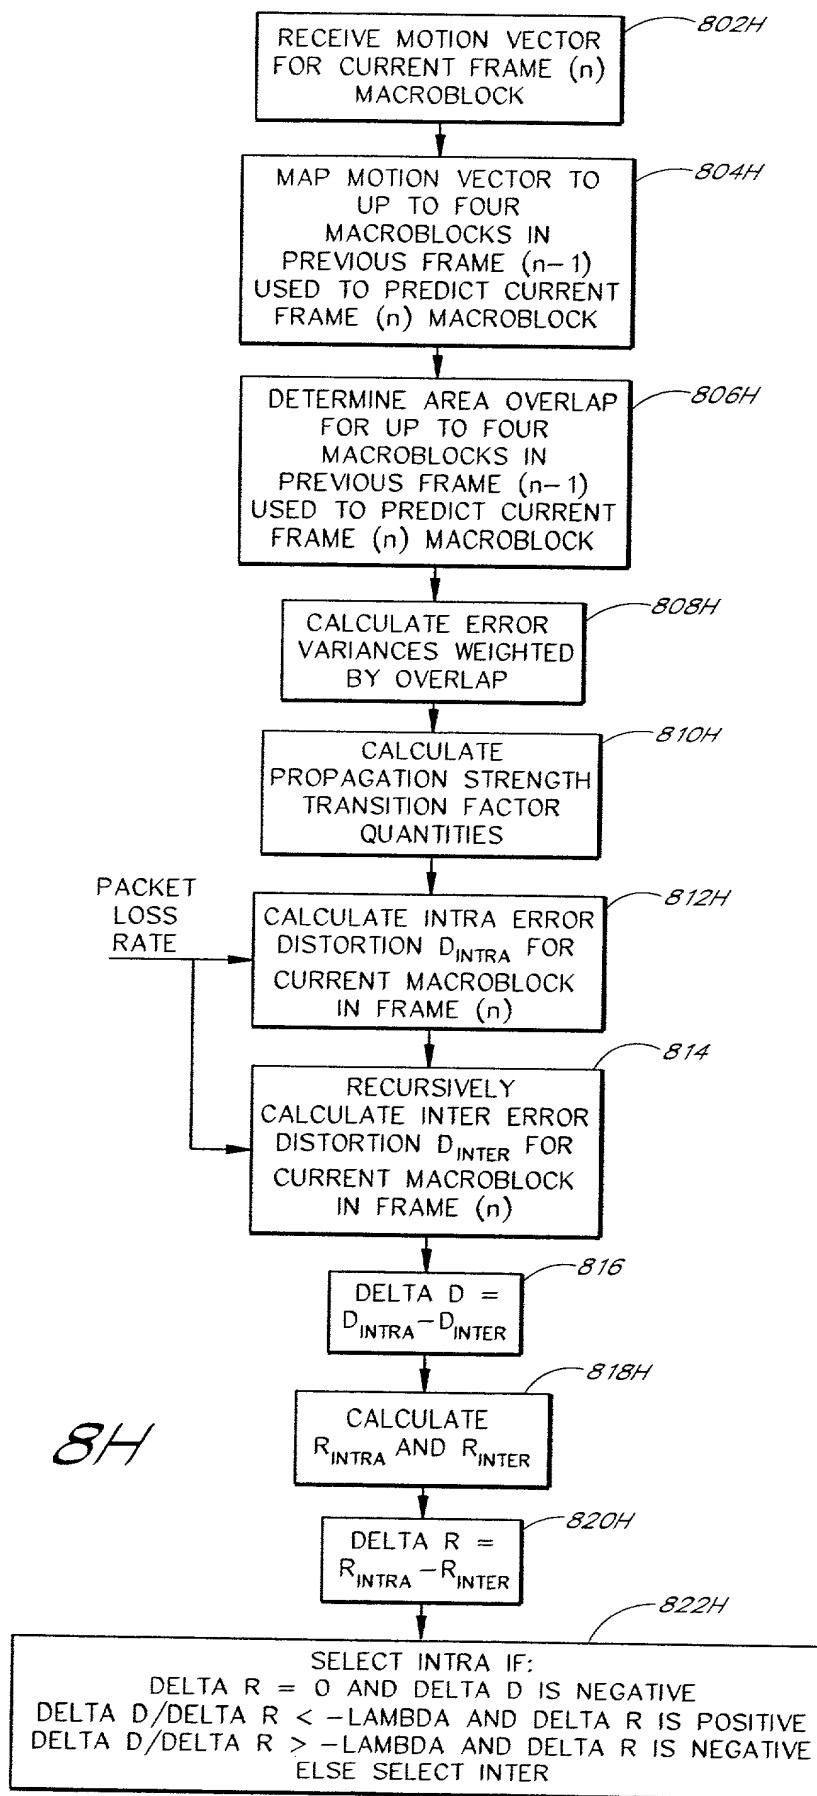 802H
RECEIVE MOTION VECTOR
FOR CURRENT FRAME (n)
MACROBLOCK
804H
MAP MOTION VECTOR TO
UP TO FOUR
MACROBLOCKS IN
PREVIOUS FRAME (n-1)
USED TO PREDICT CURRENT
FRAME (n) MACROBLOCK
806H
DETERMINE AREA OVERLAP
FOR UP TO FOUR
MACROBLOCKS IN
PREVIOUS FRAME (n-1)
USED TO PREDICT CURRENT
FRAME (n) MACROBLOCK
808H
CALCULATE ERROR
VARIANCES WEIGHTED
BY OVERLAP
810H
CALCULATE
PROPAGATION STRENGTH
TRANSITION FACTOR
QUANTITIES
PACKET
LOSS
RATE
812H
CALCULATE INTRA ERROR
DISTORTION DINTRA FOR
CURRENT MACROBLOCK
IN FRAME (n)
814
RECURSIVELY
CALCULATE INTER ERROR
DISTORTION DINTER FOR
CURRENT MACROBLOCK
IN FRAME (n)
816
DELTA D =
DINTRA-DINTER
818H
CALCULATE
RINTRA AND RINTER
8H
820H
DELTA R =
RINTRA-RINTER
822H
SELECT INTRA IF:
DELTA R = 0 AND DELTA D IS NEGATIVE
DELTA D/DELTA R < -LAMBDA AND DELTA R IS POSITIVE
DELTA D/DELTA R > -LAMBDA AND DELTA R IS NEGATIVE
ELSE SELECT INTER